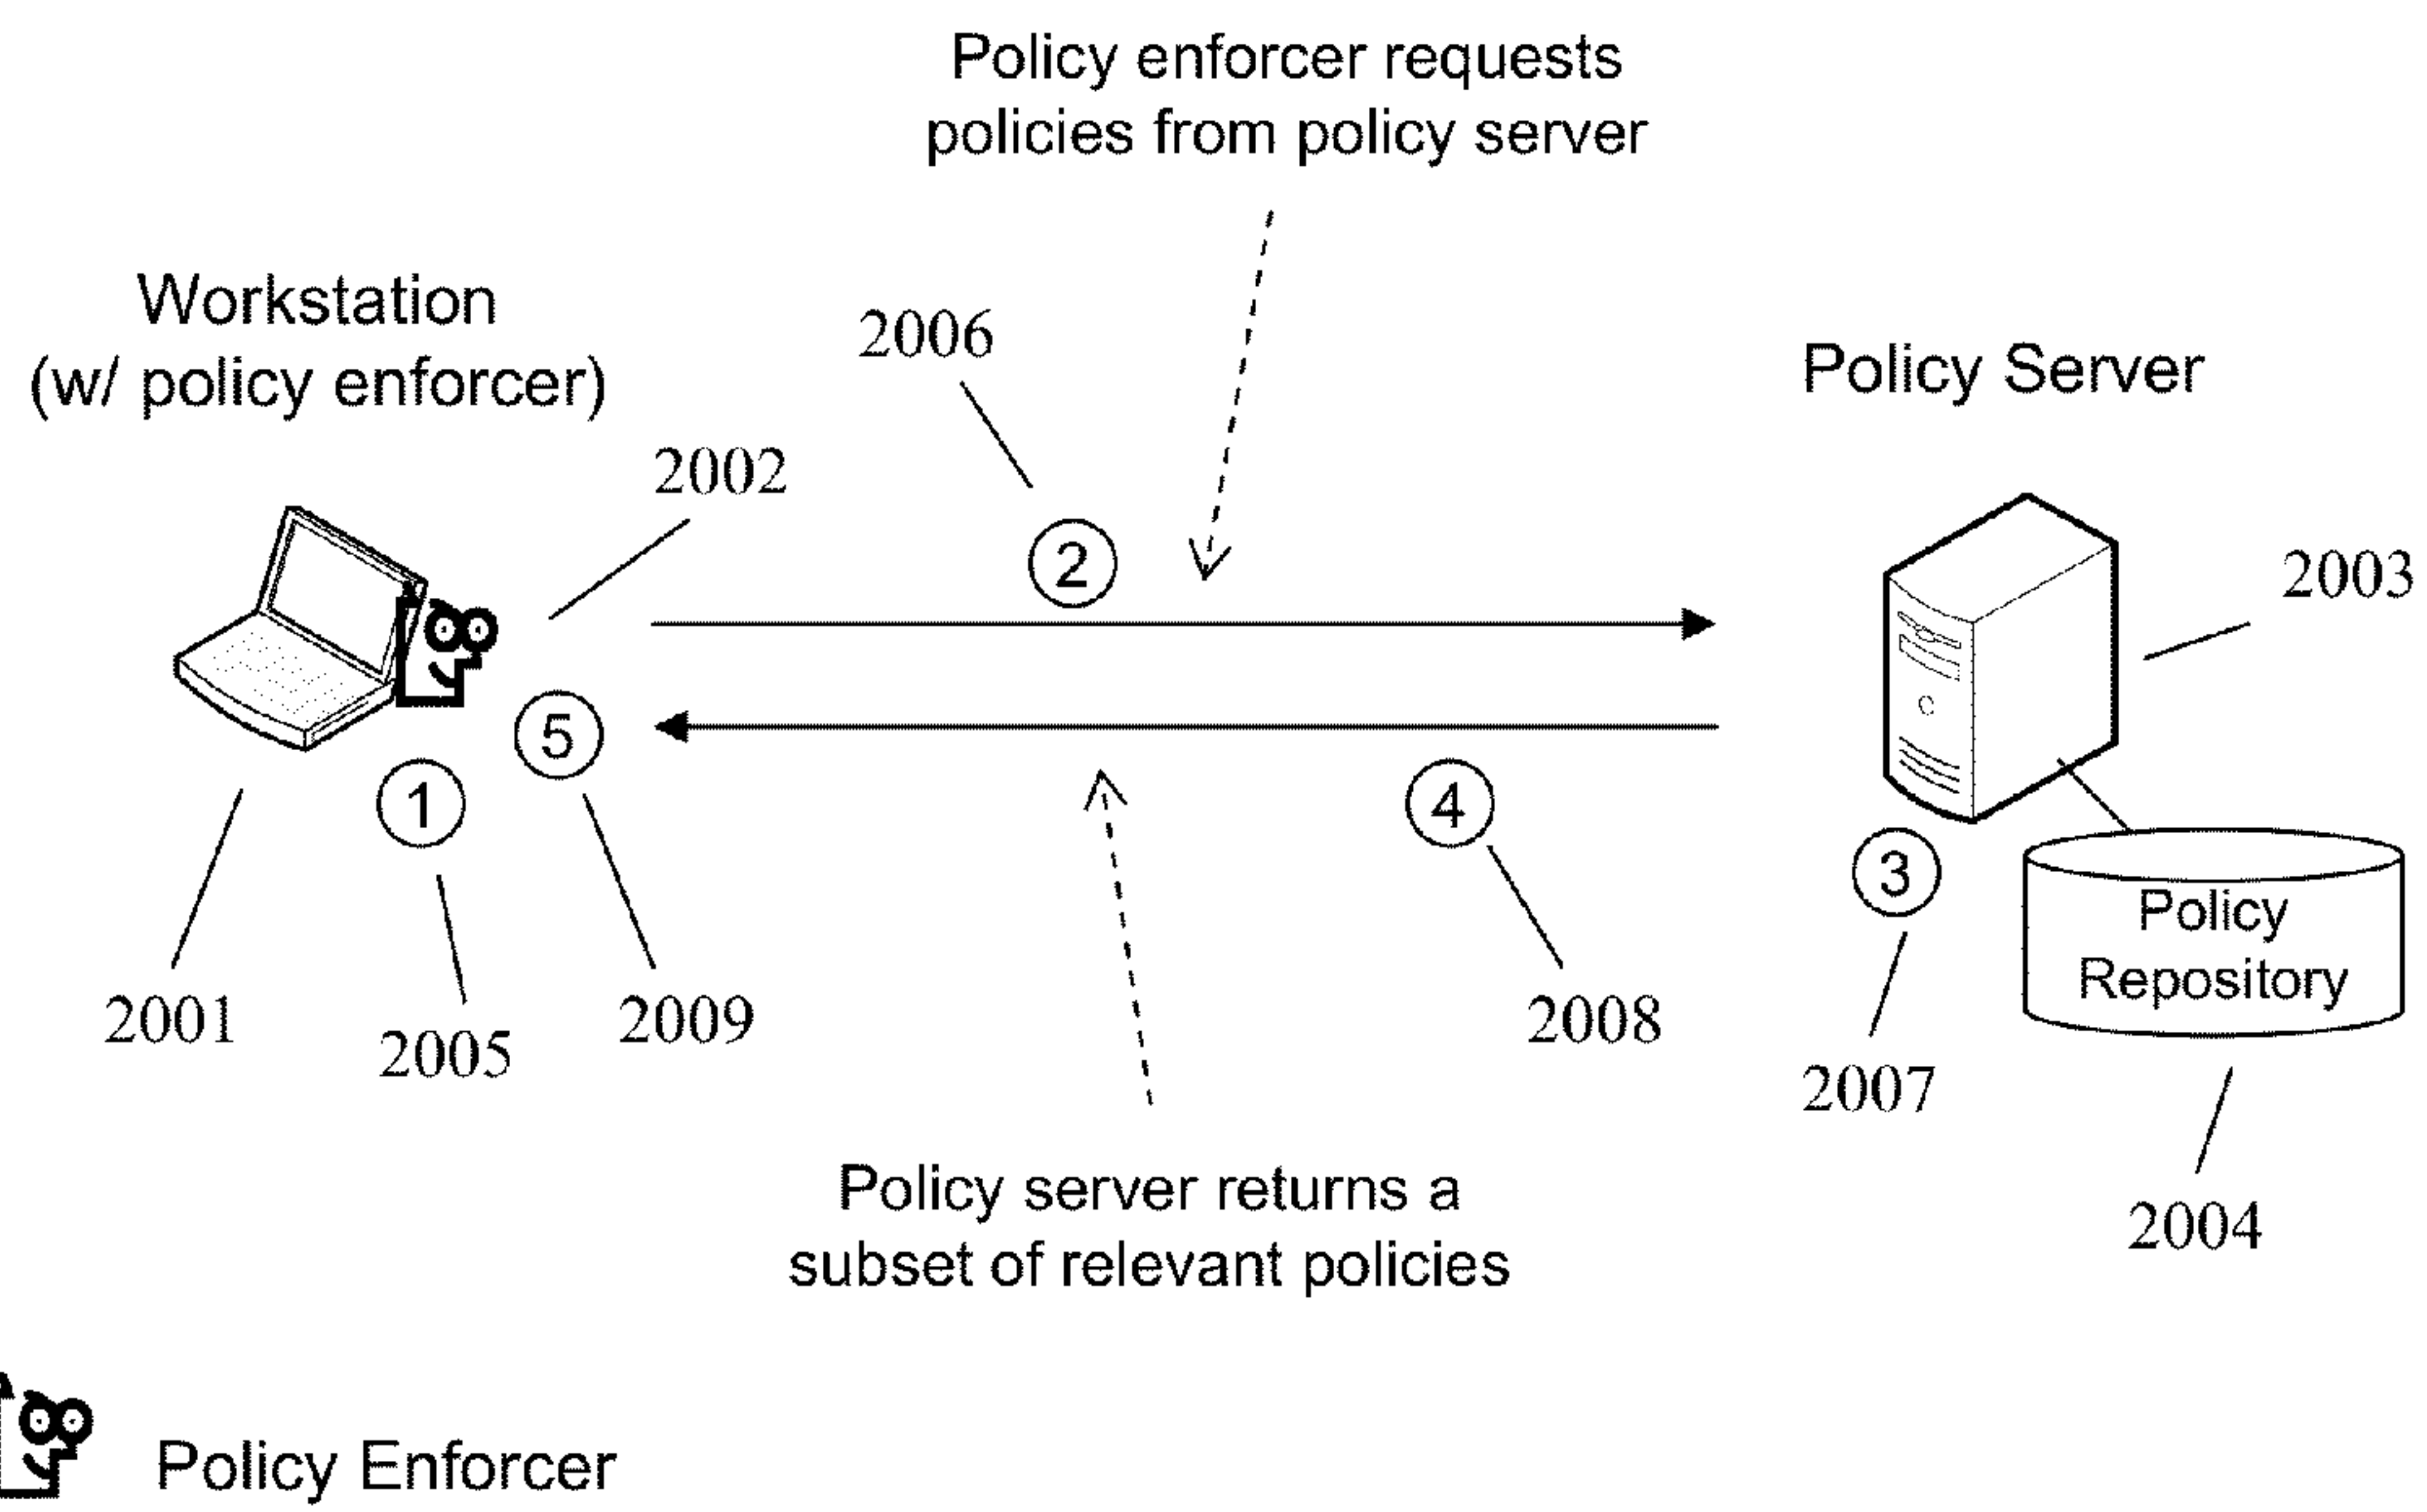 Policy enforcer requests
policies from policy server
Workstation
(w/ policy enforcer)
2006
Policy Server
2002
2
2003
5
1
4
3
Policy
Repository
2001
2005
2009
2008
2007
2004
Policy server returns a
subset of relevant policies
Policy Enforcer